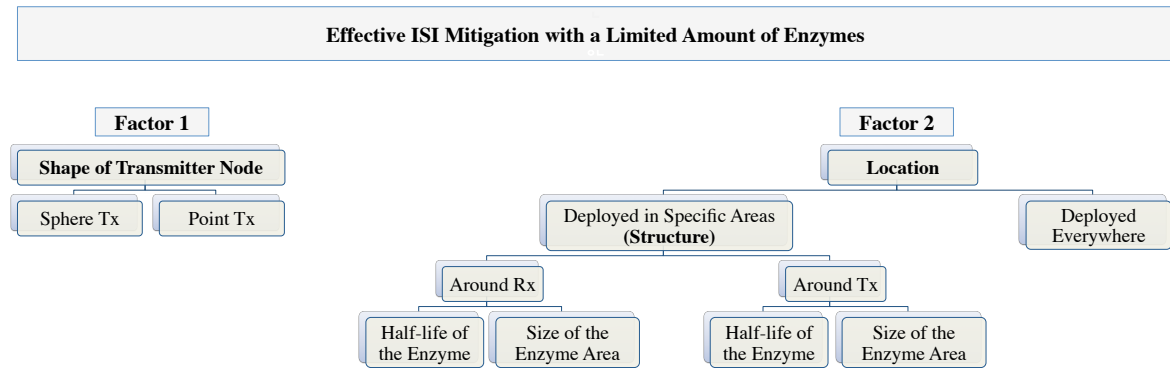 Effective ISI Mitigation with a Limited Amount of Enzymes
Factor 1
Factor 2
Shape of Transmitter Node
Location
Sphere Tx
Point Tx
Deployed in Specific Areas
(Structure)
Deployed
Everywhere
Around Rx
Around Tx
Half-life of
the Enzyme
Size of the
Enzyme Area
Half-life of
the Enzyme
Size of the
Enzyme Area